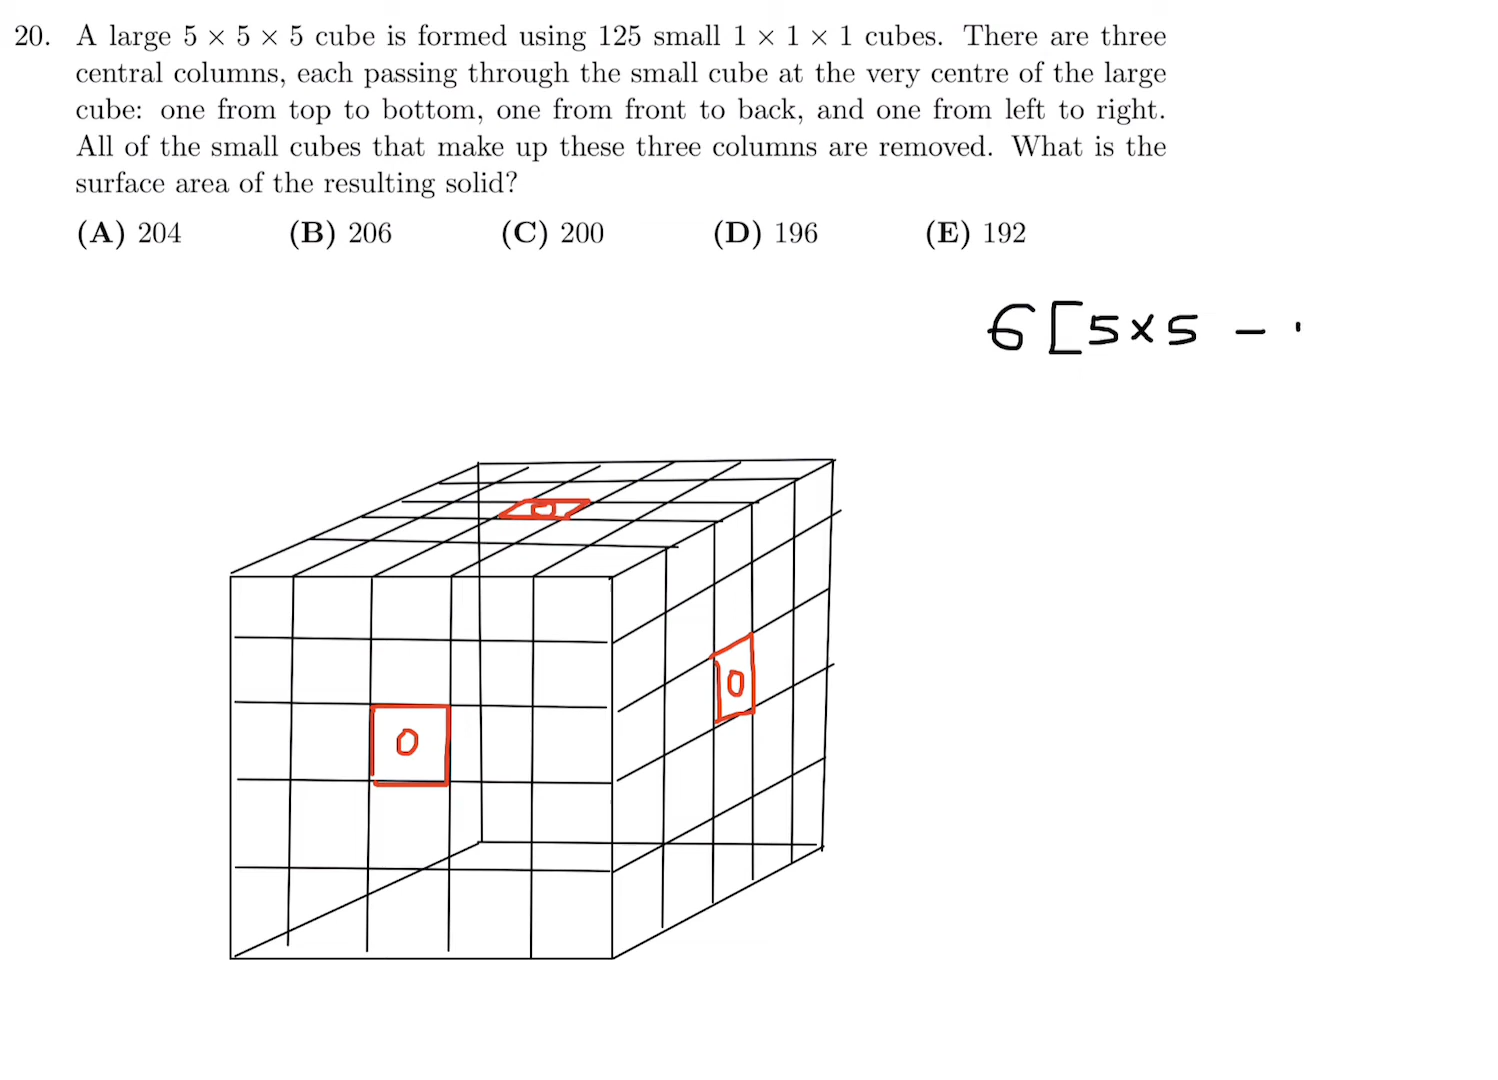 20. A large 5 × 5 × 5 cube is formed using 125 small 1 × 1 × 1 cubes. There are three
central columns, each passing through the small cube at the very centre of the large
cube: one from top to bottom, one from front to back, and one from left to right.
All of the small cubes that make up these three columns are removed. What is the
surface area of the resulting solid?
(A) 204 (B) 206 (C) 200 (D) 196 (E) 192
6 [ 5 × 5 -
0
0
0